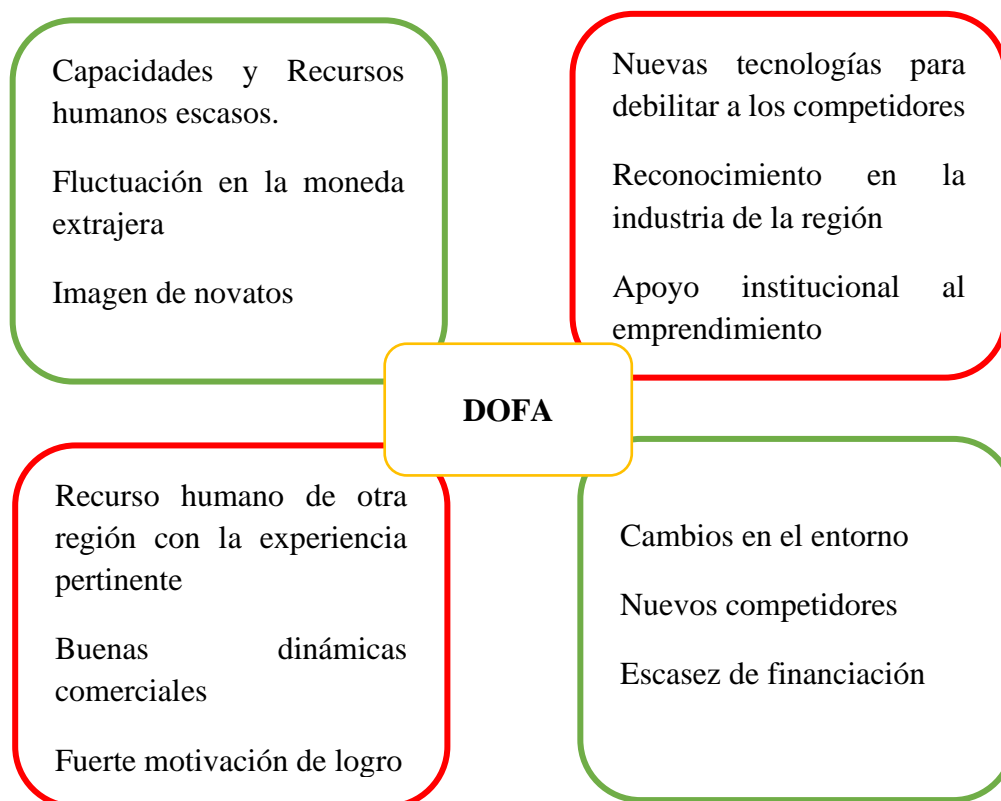 Capacidades y Recursos
humanos escasos.
Fluctuación en la moneda
extrajera
Imagen de novatos
Nuevas tecnologías para
debilitar a los competidores
Reconocimiento en la
industria de la región
Apoyo institucional al
emprendimiento
DOFA
Recurso humano de otra
región con la experiencia
pertinente
Buenas dinámicas
comerciales
Fuerte motivación de logro
Cambios en el entorno
Nuevos competidores
Escasez de financiación